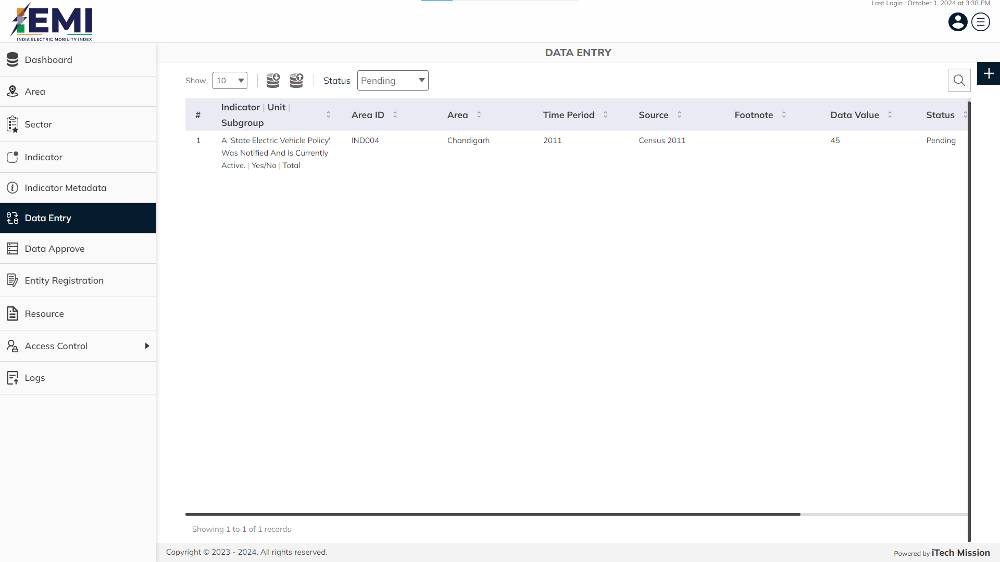 EMI
INDIA ELECTRIC MOBILITY INDEX
Last Login : October 1, 2024 at 3:38 PM
Dashboard
Area
Sector
Indicator
Indicator Metadata
Data Entry
Data Approve
Entity Registration
Resource
Access Control
Logs
DATA ENTRY
Show 10 Status Pending
# Indicator | Unit | Subgroup Area ID Area Time Period Source Footnote Data Value Status
1 A 'State Electric Vehicle Policy' IND004 Chandigarh 2011 Census 2011 45 Pending
Was Notified And Is Currently
Active. | Yes/No | Total
Showing 1 to 1 of 1 records
Copyright © 2023 - 2024. All rights reserved.
Powered by iTech Mission